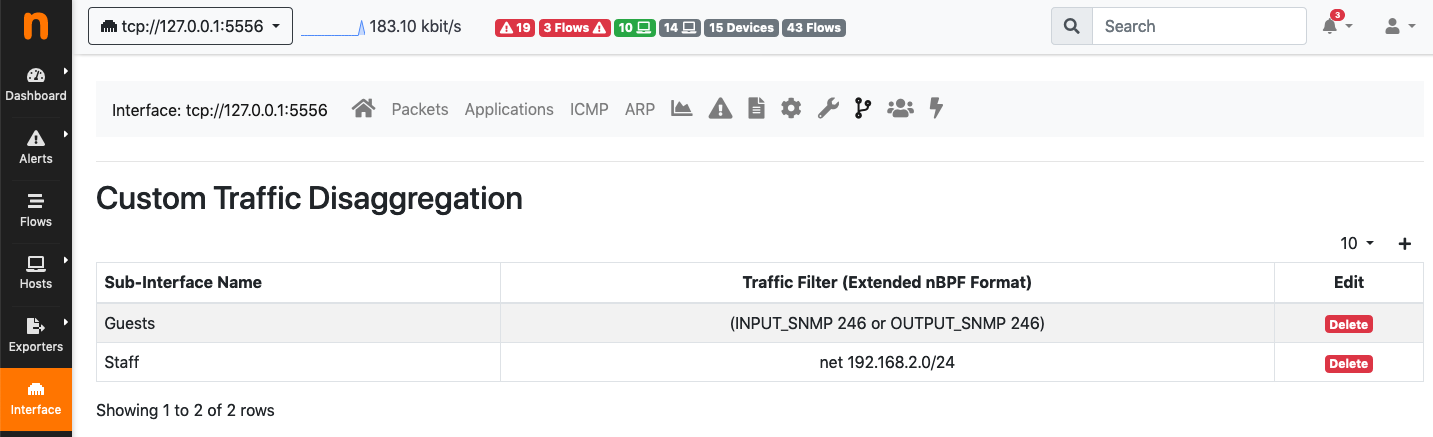 n
tcp://127.0.0.1:5556
183.10 kbit/s
19
3 Flows
10
14
15 Devices
43 Flows
Search
3
Dashboard
Alerts
Flows
Hosts
Exporters
Interface
Interface: tcp://127.0.0.1:5556
Packets
Applications
ICMP
ARP
Custom Traffic Disaggregation
10
Sub-Interface Name Traffic Filter (Extended nBPF Format) Edit
Guests (INPUT_SNMP 246 or OUTPUT_SNMP 246) Delete
Staff net 192.168.2.0/24 Delete
Showing 1 to 2 of 2 rows